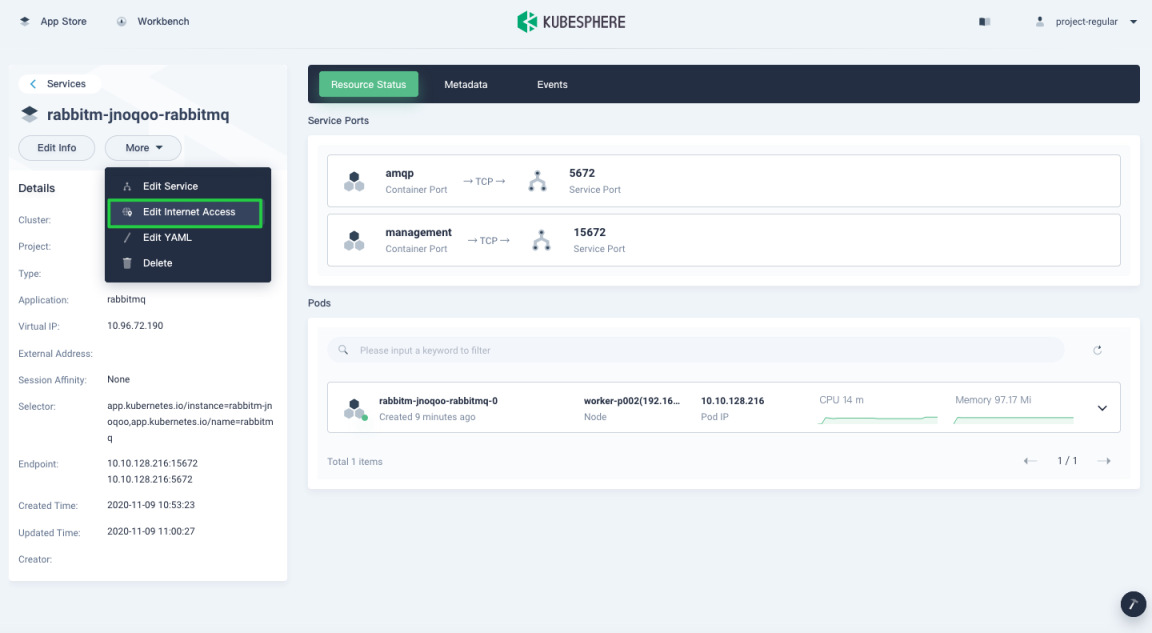 App Store
Workbench
KUBESPHERE
project-regular
Services
rabbitm-jnoqoo-rabbitmq
Edit Info
More
Edit Service
Edit Internet Access
Edit YAML
Delete
Details
Cluster:
Project:
Type:
Application: rabbitmq
Virtual IP: 10.96.72.190
External Address:
Session Affinity: None
Selector: app.kubernetes.io/instance=rabbitm-jn
oqoo,app.kubernetes.io/name=rabbitm
q
Endpoint: 10.10.128.216:15672
10.10.128.216:5672
Created Time: 2020-11-09 10:53:23
Updated Time: 2020-11-09 11:00:27
Creator:
Resource Status
Metadata
Events
Service Ports
amqp
Container Port
TCP
5672
Service Port
management
Container Port
TCP
15672
Service Port
Pods
Please input a keyword to filter
rabbitm-jnoqoo-rabbitmq-0
Created 9 minutes ago
worker-p002(192.16...
Node
10.10.128.216
Pod IP
CPU 14 m
Memory 97.17 Mi
Total 1 items
1 / 1